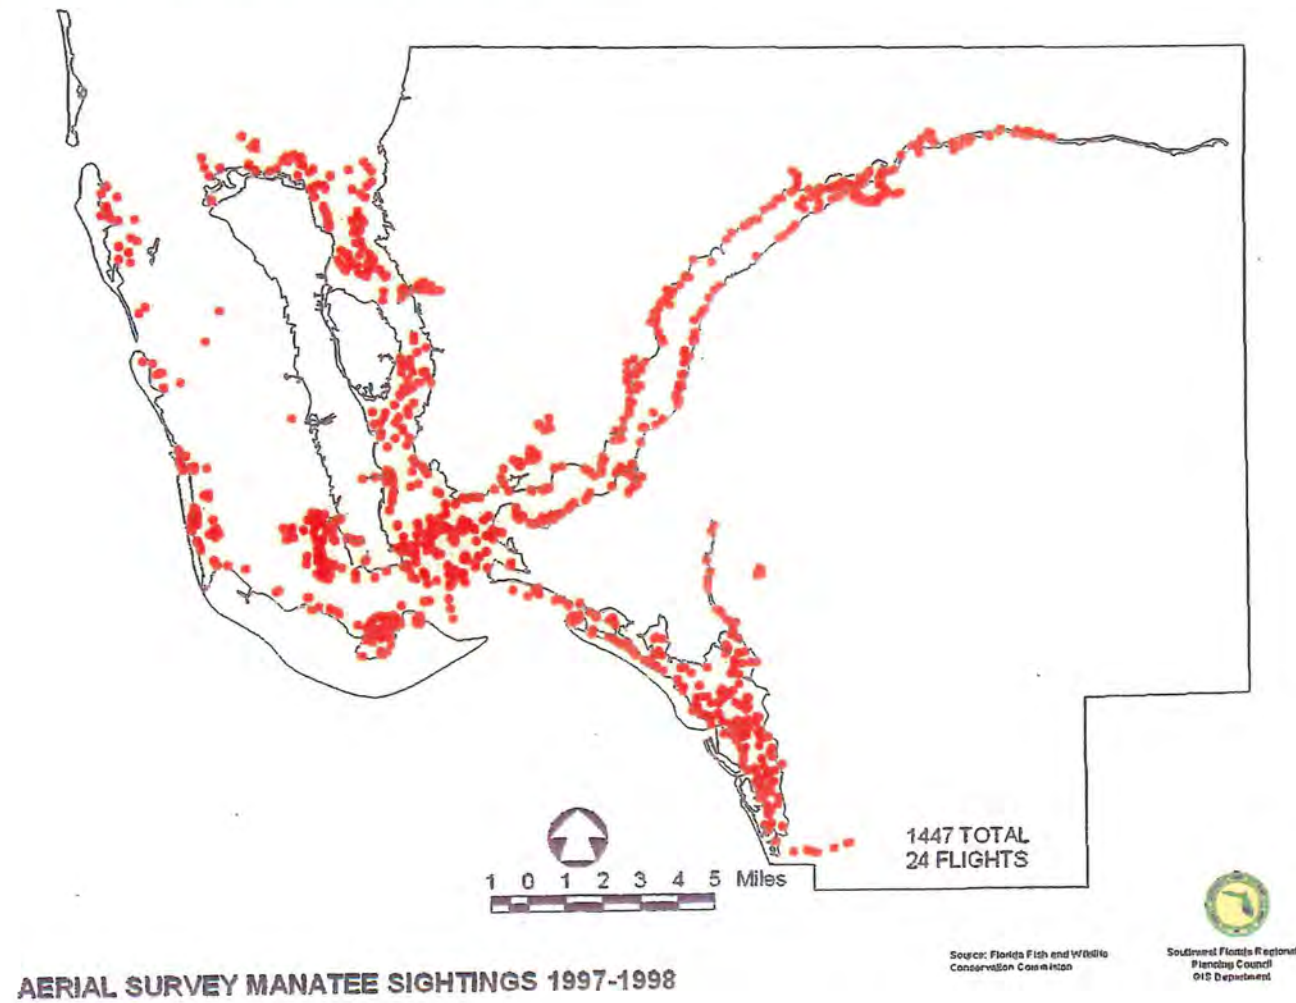 1447 TOTAL
24 FLIGHTS
1 0 1 2 3 4 5 Miles
Source: Florida Fish and Wildlife
Conservation Commission
Southwest Florida Regional
Planning Council
GIS Department
AERIAL SURVEY MANATEE SIGHTINGS 1997-1998